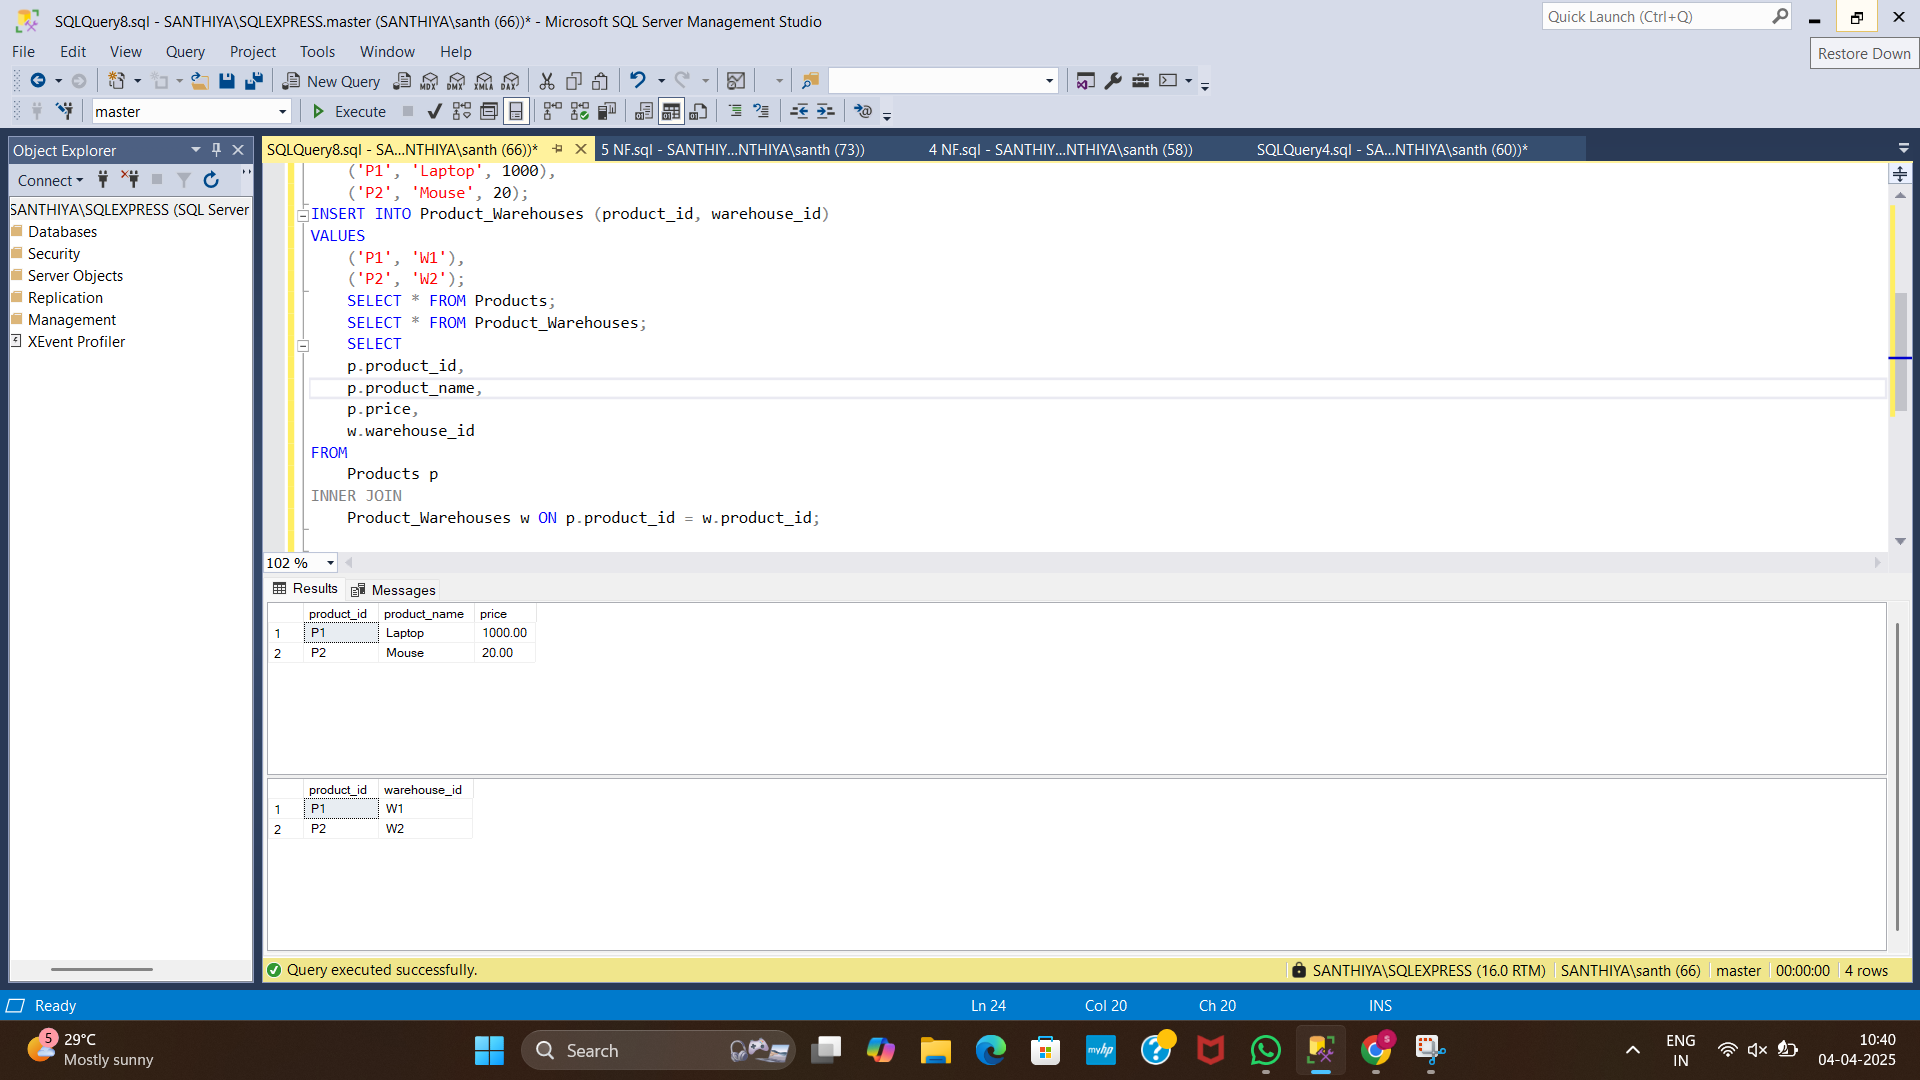 SQLQuery8.sql - SANTHIYA\SQLEXPRESS.master (SANTHIYA\santh (66))* - Microsoft SQL Server Management Studio
Quick Launch (Ctrl+Q)
File Edit View Query Project Tools Window Help
Restore Down
New Query
MDX DMX XMLA DAX
master
Execute
Object Explorer
SQLQuery8.sql - SA...NTHIYA\santh (66))*
5 NF.sql - SANTHIY...NTHIYA\santh (73))
4 NF.sql - SANTHIY...NTHIYA\santh (58))
SQLQuery4.sql - SA...NTHIYA\santh (60))*
Connect
SANTHIYA\SQLEXPRESS (SQL Server
Databases
Security
Server Objects
Replication
Management
XEvent Profiler
('P1', 'Laptop', 1000),
('P2', 'Mouse', 20);
INSERT INTO Product_Warehouses (product_id, warehouse_id)
VALUES
('P1', 'W1'),
('P2', 'W2');
SELECT * FROM Products;
SELECT * FROM Product_Warehouses;
SELECT
p.product_id,
p.product_name,
p.price,
w.warehouse_id
FROM
Products p
INNER JOIN
Product_Warehouses w ON p.product_id = w.product_id;
102 %
Results Messages
product_id product_name price
1 P1 Laptop 1000.00
2 P2 Mouse 20.00
product_id warehouse_id
1 P1 W1
2 P2 W2
Query executed successfully.
SANTHIYA\SQLEXPRESS (16.0 RTM) SANTHIYA\santh (66) master 00:00:00 4 rows
Ready
Ln 24 Col 20 Ch 20 INS
5
29°C
Mostly sunny
Search
myhp
S
ENG
IN
10:40
04-04-2025